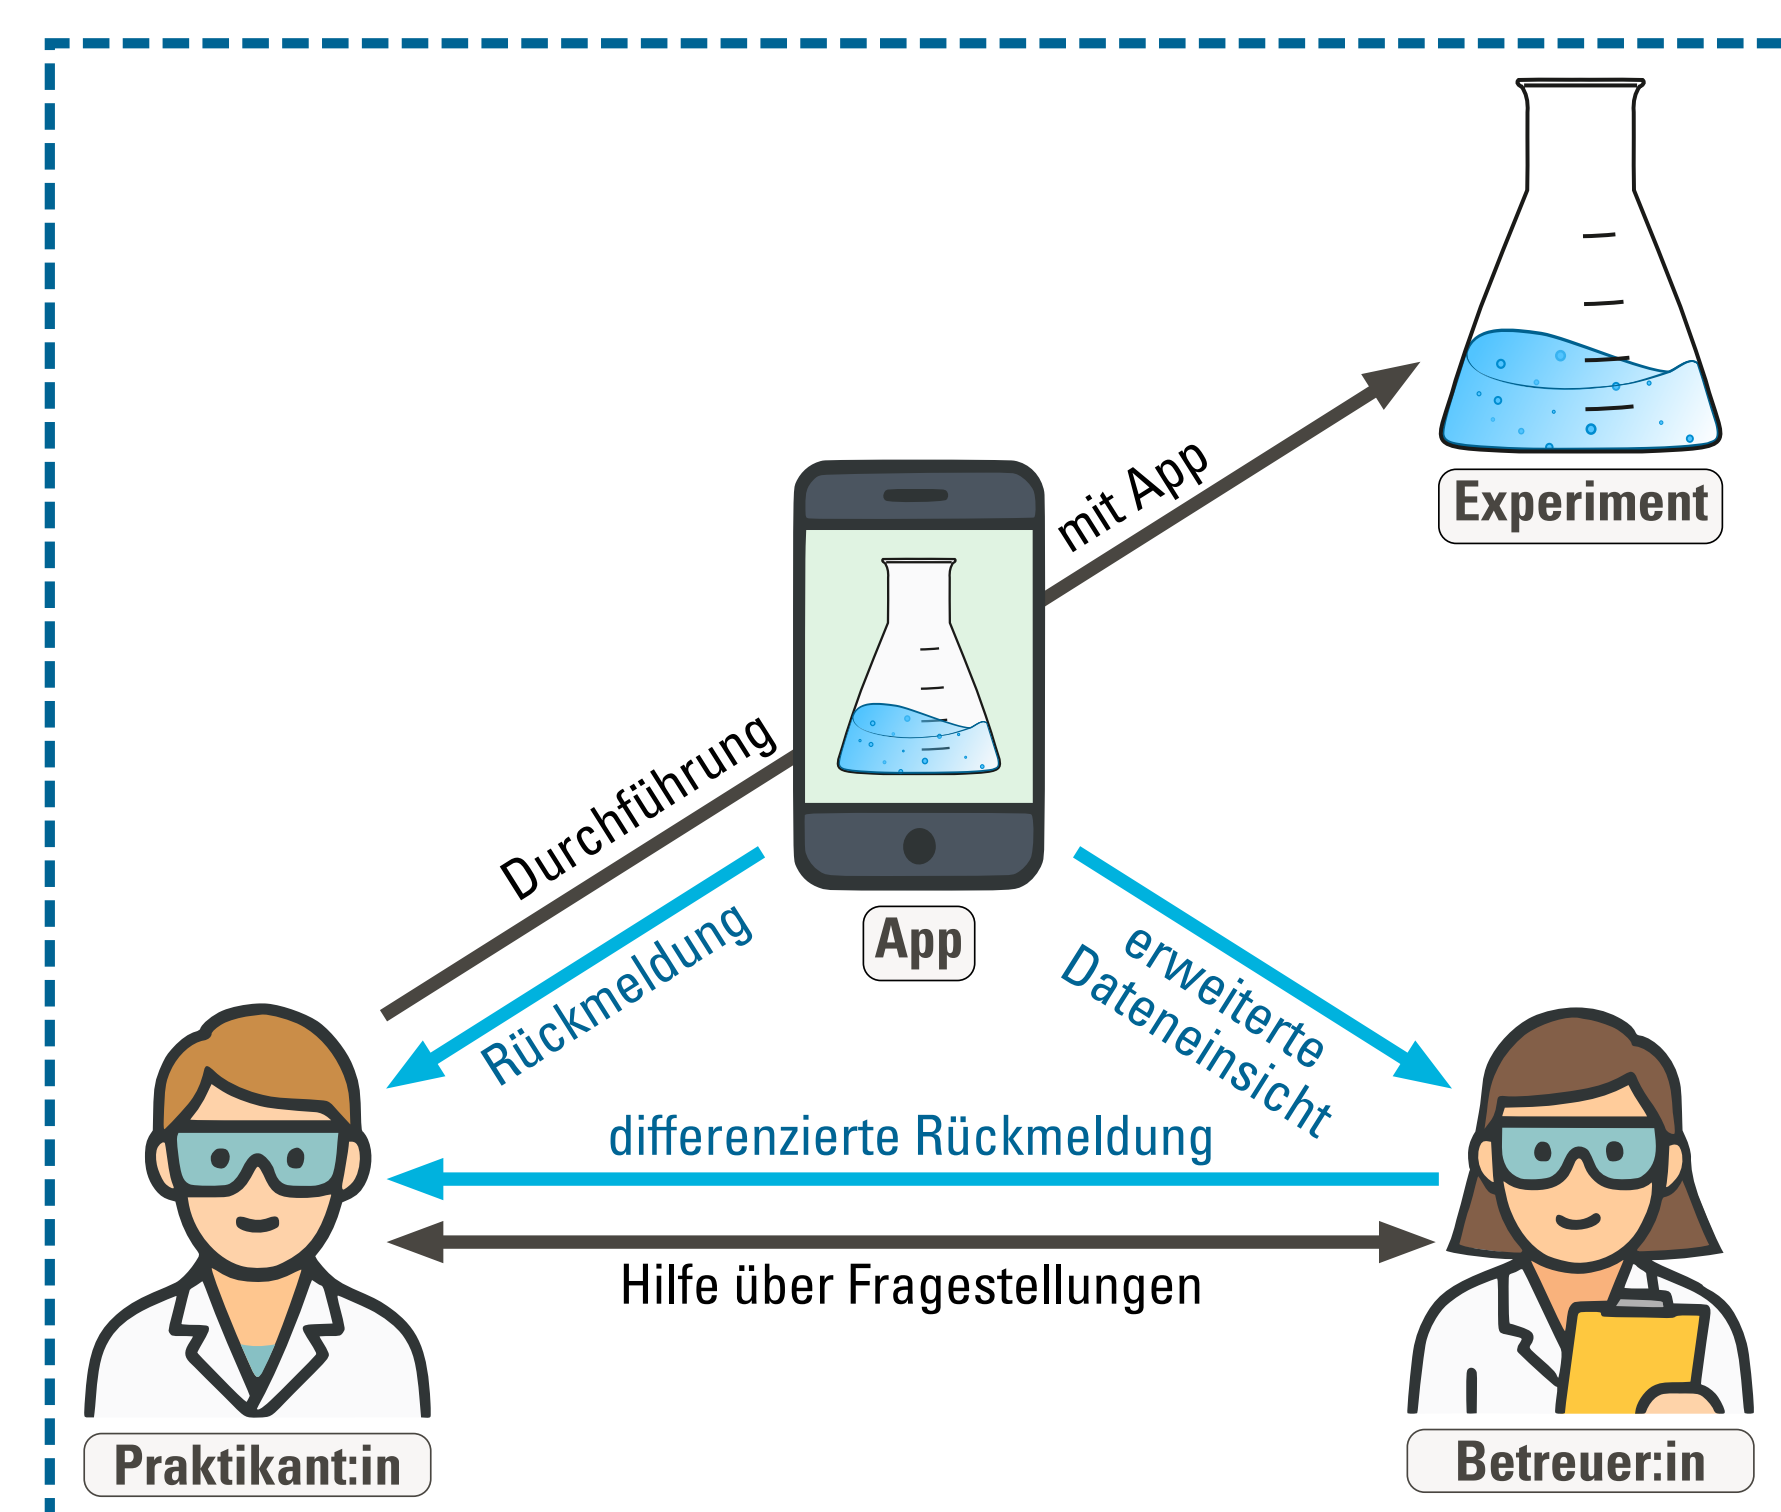 Experiment
mit App
Durchführung
App
Rückmeldung
erweiterte
Dateneinsicht
differenzierte Rückmeldung
Hilfe über Fragestellungen
Praktikant:in
Betreuer:in